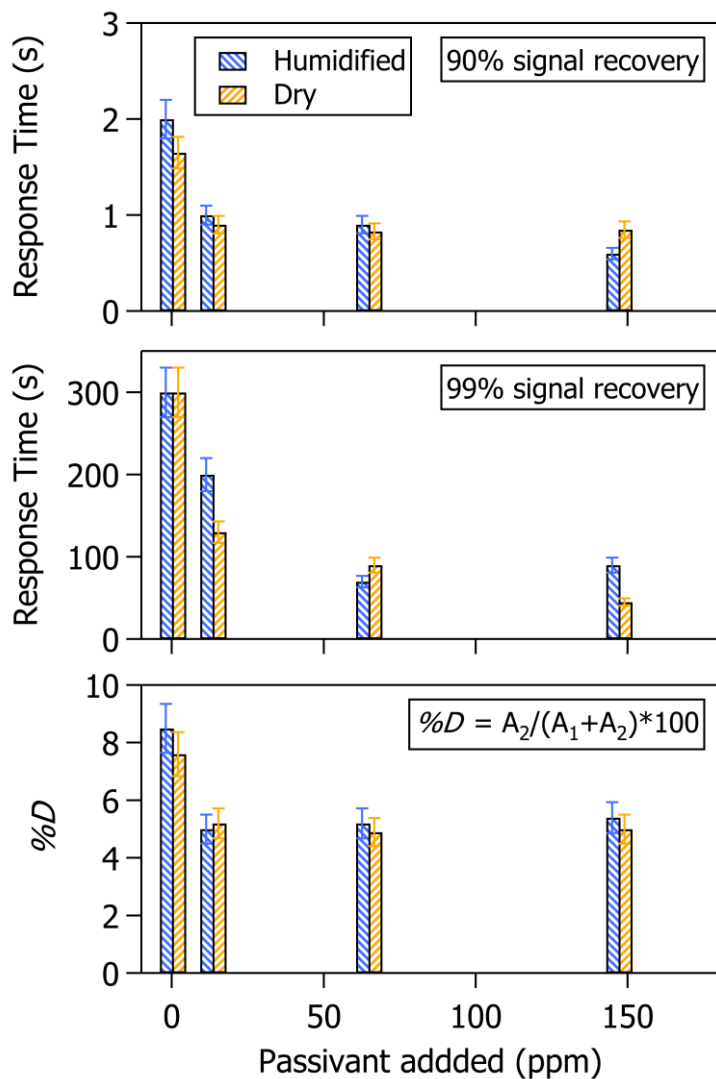 3
2
1
0
Response Time (s)
Humidified
Dry
90% signal recovery
300
200
100
0
Response Time (s)
99% signal recovery
10
8
6
4
2
0
%D
%D = A₂/(A₁+A₂)*100
0 50 100 150
Passivant addded (ppm)